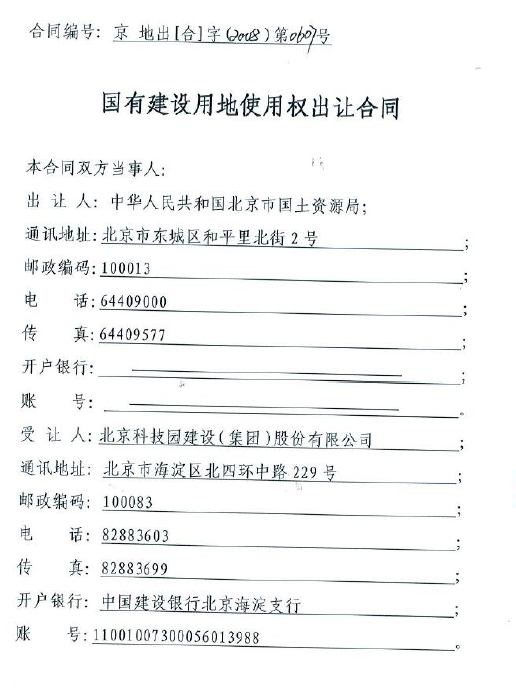 合同编号: 京 地出[合]字(2008)第0607号
国有建设用地使用权出让合同
本合同双方当事人:
出 让 人: 中华人民共和国北京市国土资源局;
通讯地址:北京市东城区和平里北街2号;
邮政编码:100013;
电 话:64409000;
传 真:64409577;
开户银行:;
账 号:。
受 让 人:北京科技园建设(集团)股份有限公司;
通讯地址: 北京市海淀区北四环中路229号;
邮政编码: 100083;
电 话: 82883603;
传 真: 82883699;
开户银行: 中国建设银行北京海淀支行;
账 号:11001007300056013988。